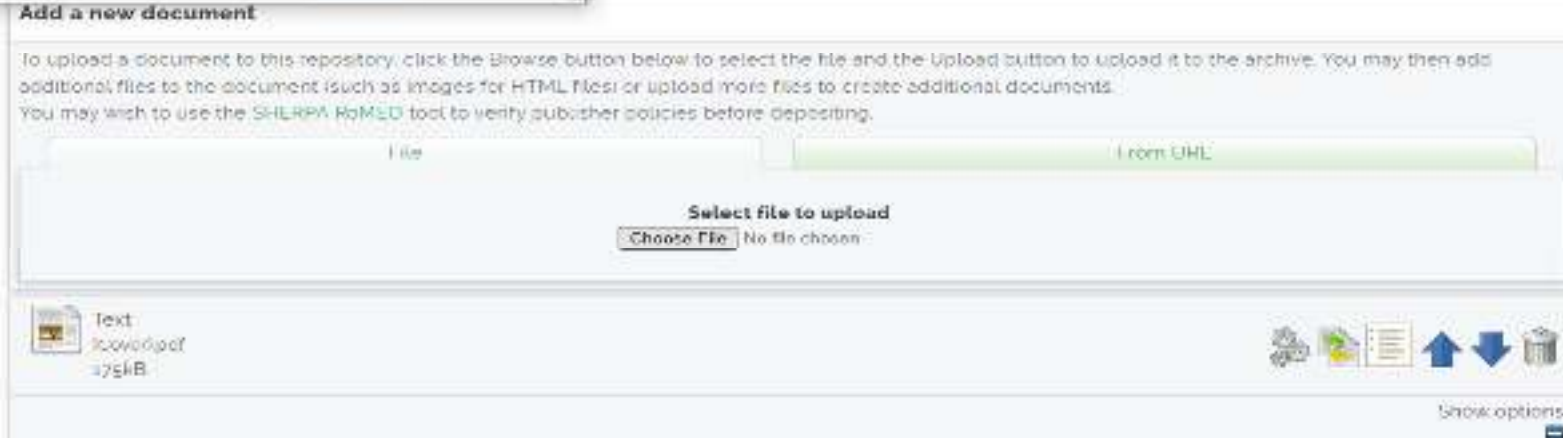 Add a new document
To upload a document to this repository, click the Browse button below to select the file and the Upload button to upload it to the archive. You may then add
additional files to the document (such as images for HTML files) or upload more files to create additional documents.
You may wish to use the SHERPA RoMEO tool to verify publisher policies before depositing.
File
From URL
Select file to upload
Choose File No file chosen
Text
Show options